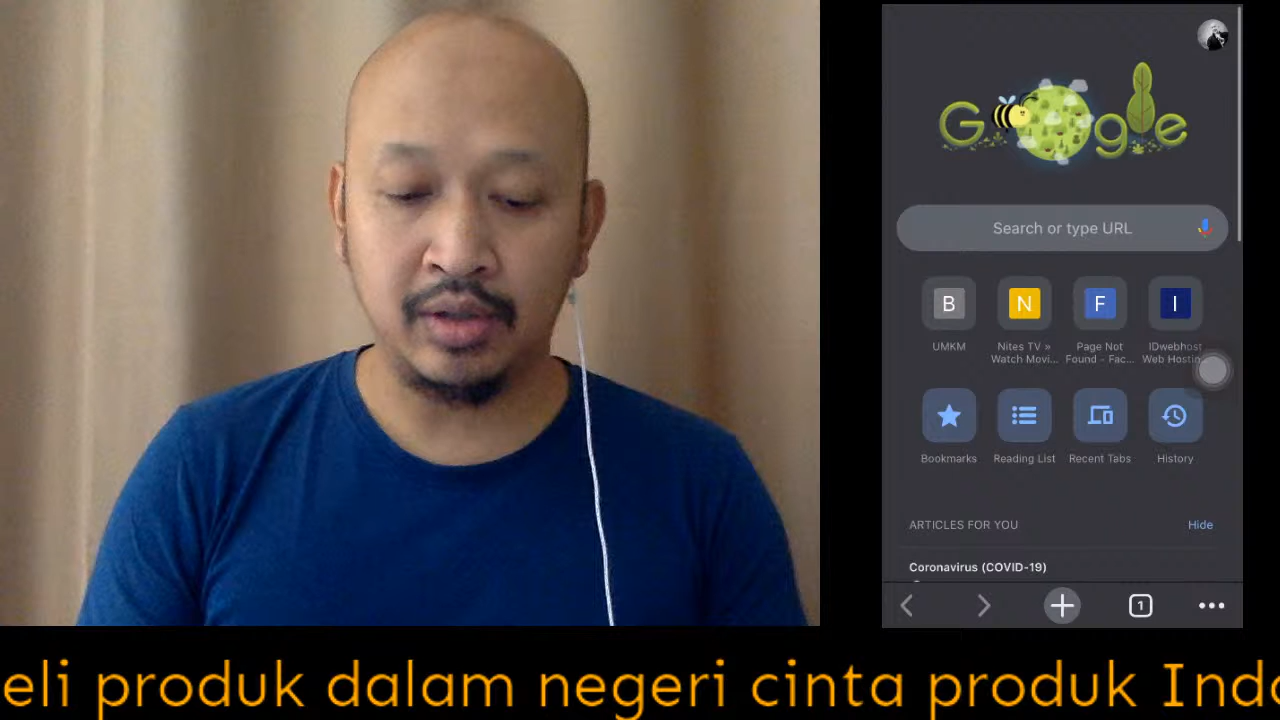 Google
Search or type URL
B
N
F
I
UMKM
Nites TV »
Watch Movi...
Page Not
Found - Fac...
IDwebhost
Web Hostin
Bookmarks
Reading List
Recent Tabs
History
ARTICLES FOR YOU
Hide
Coronavirus (COVID-19)
1
eli produk dalam negeri cinta produk Indo